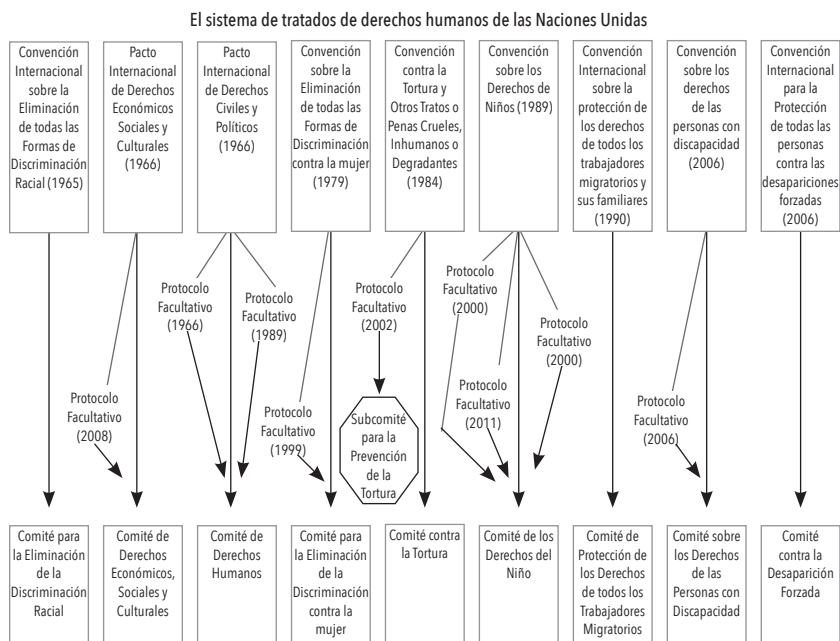 El sistema de tratados de derechos humanos de las Naciones Unidas
Convención
Internacional
sobre la
Eliminación
de todas las
Formas de
Discriminación
Racial (1965)
Pacto
Internacional
de Derechos
Económicos
Sociales y
Culturales
(1966)
Pacto
Internacional
de Derechos
Civiles y
Políticos
(1966)
Convención
sobre la
Eliminación
de todas las
Formas de
Discriminación
contra la mujer
(1979)
Convención
contra la
Tortura y
Otros Tratos o
Penas Crueles,
Inhumanos o
Degradantes
(1984)
Convención
sobre los
Derechos de
Niños (1989)
Convención
Internacional
sobre la
protección de
los derechos
de todos los
trabajadores
migratorios y
sus familiares
(1990)
Convención
sobre los
derechos
de las
personas con
discapacidad
(2006)
Convención
Internacional
para la
Protección
de todas las
personas
contra las
desapariciones
forzadas
(2006)
Protocolo
Facultativo
(2008)
Protocolo
Facultativo
(1966)
Protocolo
Facultativo
(1989)
Protocolo
Facultativo
(1999)
Protocolo
Facultativo
(2002)
Subcomité
para la
Prevención
de la
Tortura
Protocolo
Facultativo
(2000)
Protocolo
Facultativo
(2011)
Protocolo
Facultativo
(2000)
Protocolo
Facultativo
(2006)
Comité para
la Eliminación
de la
Discriminación
Racial
Comité de
Derechos
Económicos,
Sociales y
Culturales
Comité de
Derechos
Humanos
Comité para
la Eliminación
de la
Discriminación
contra la
mujer
Comité contra
la Tortura
Comité de los
Derechos del
Niño
Comité de
Protección de
los Derechos
de todos los
Trabajadores
Migratorios
Comité sobre
los Derechos
de las
Personas con
Discapacidad
Comité
contra la
Desaparición
Forzada